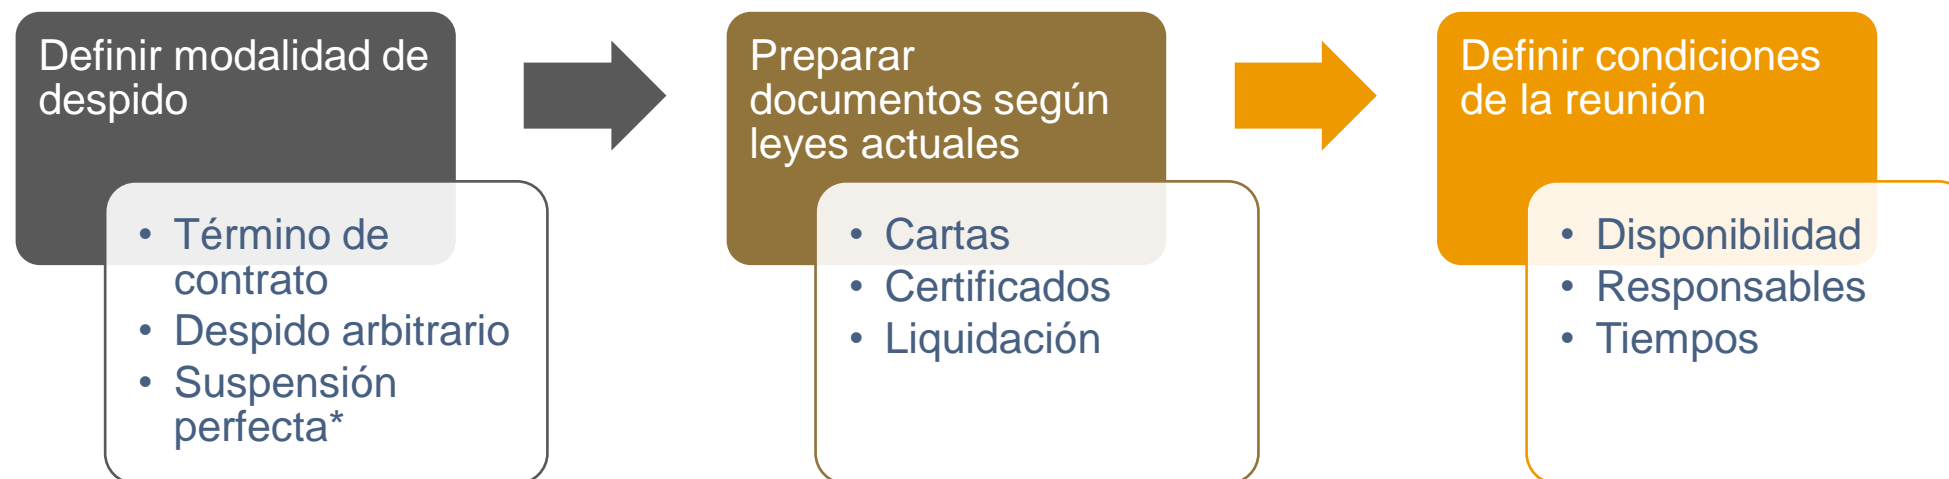 Definir modalidad de
despido
• Término de
contrato
• Despido arbitrario
• Suspensión
perfecta*
Preparar
documentos según
leyes actuales
• Cartas
• Certificados
• Liquidación
Definir condiciones
de la reunión
• Disponibilidad
• Responsables
• Tiempos